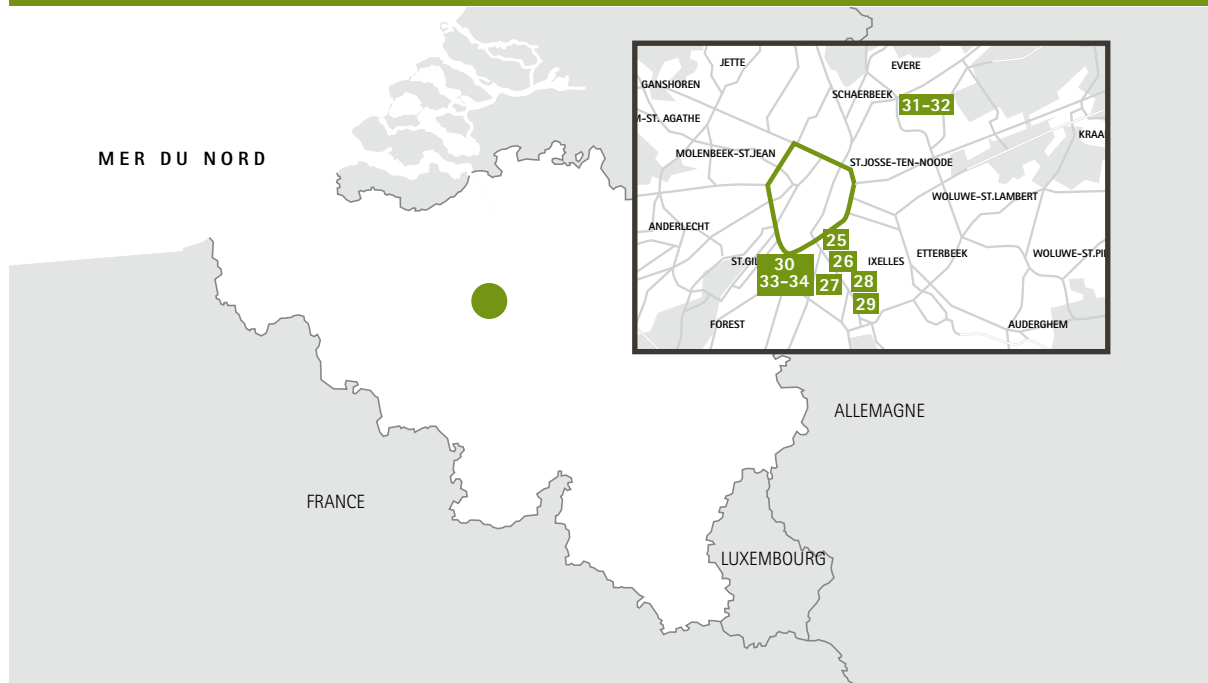 MER DU NORD
JETTE
EVERE
GANSHOREN
SCHAERBEEK
31-32
M-ST. AGATHE
KRAA
MOLENBEEK-ST.JEAN
ST.JOSSE-TEN-NOODE
WOLUWE-ST.LAMBERT
ANDERLECHT
25
ST.GIL
30
33-34
26
IXELLES
ETTERBEEK
WOLUWE-ST.PI
27
28
29
FOREST
AUDERGHEM
ALLEMAGNE
FRANCE
LUXEMBOURG